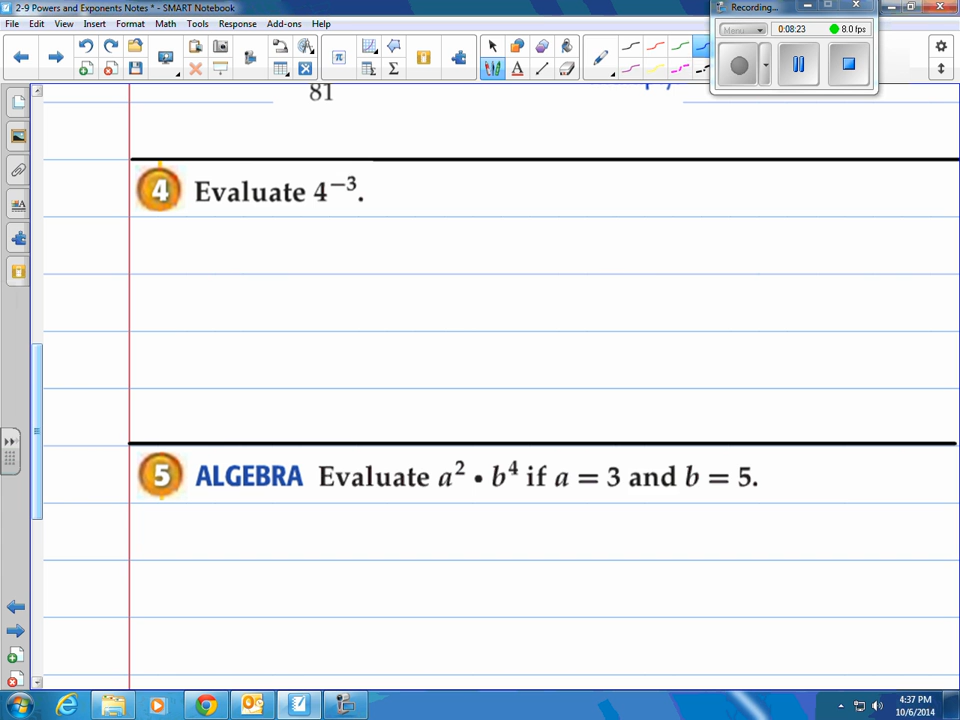 2-9 Powers and Exponents Notes * - SMART Notebook
Recording...
File Edit View Insert Format Math Tools Response Add-ons Help
Menu 0:08:23 8.0 fps
81
4 Evaluate 4⁻³.
5 ALGEBRA Evaluate a² • b⁴ if a = 3 and b = 5.
4:37 PM
10/6/2014